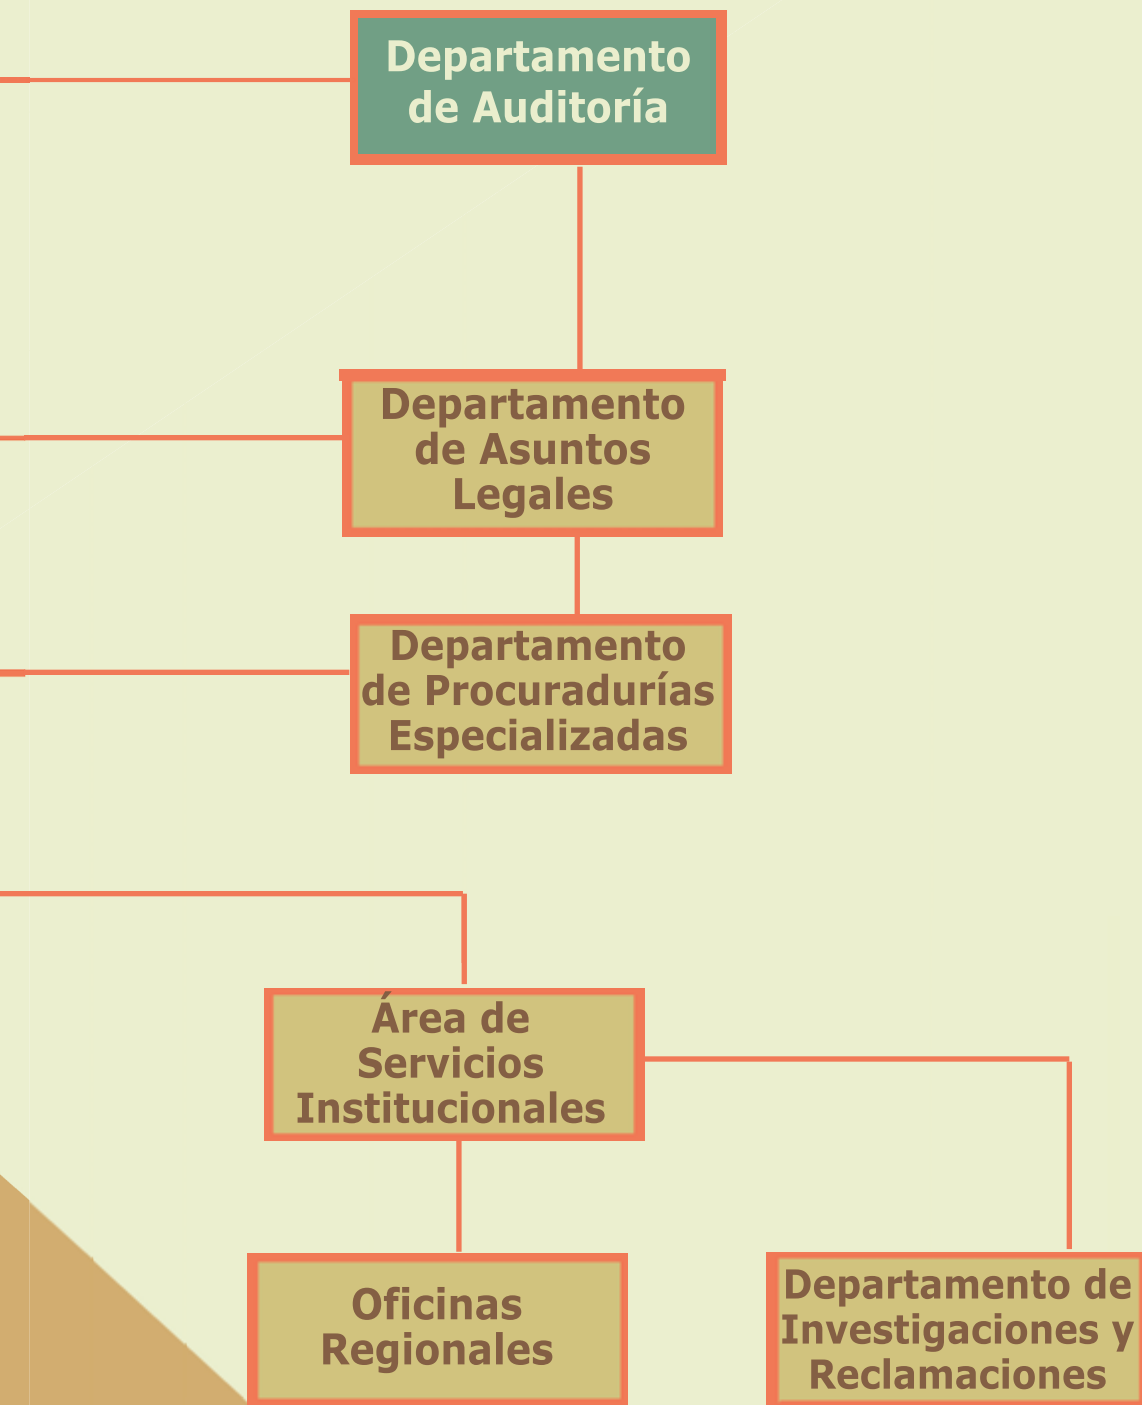 Departamento
de Auditoría
Departamento
de Asuntos
Legales
Departamento
de Procuradurías
Especializadas
Área de
Servicios
Institucionales
Oficinas
Regionales
Departamento de
Investigaciones y
Reclamaciones